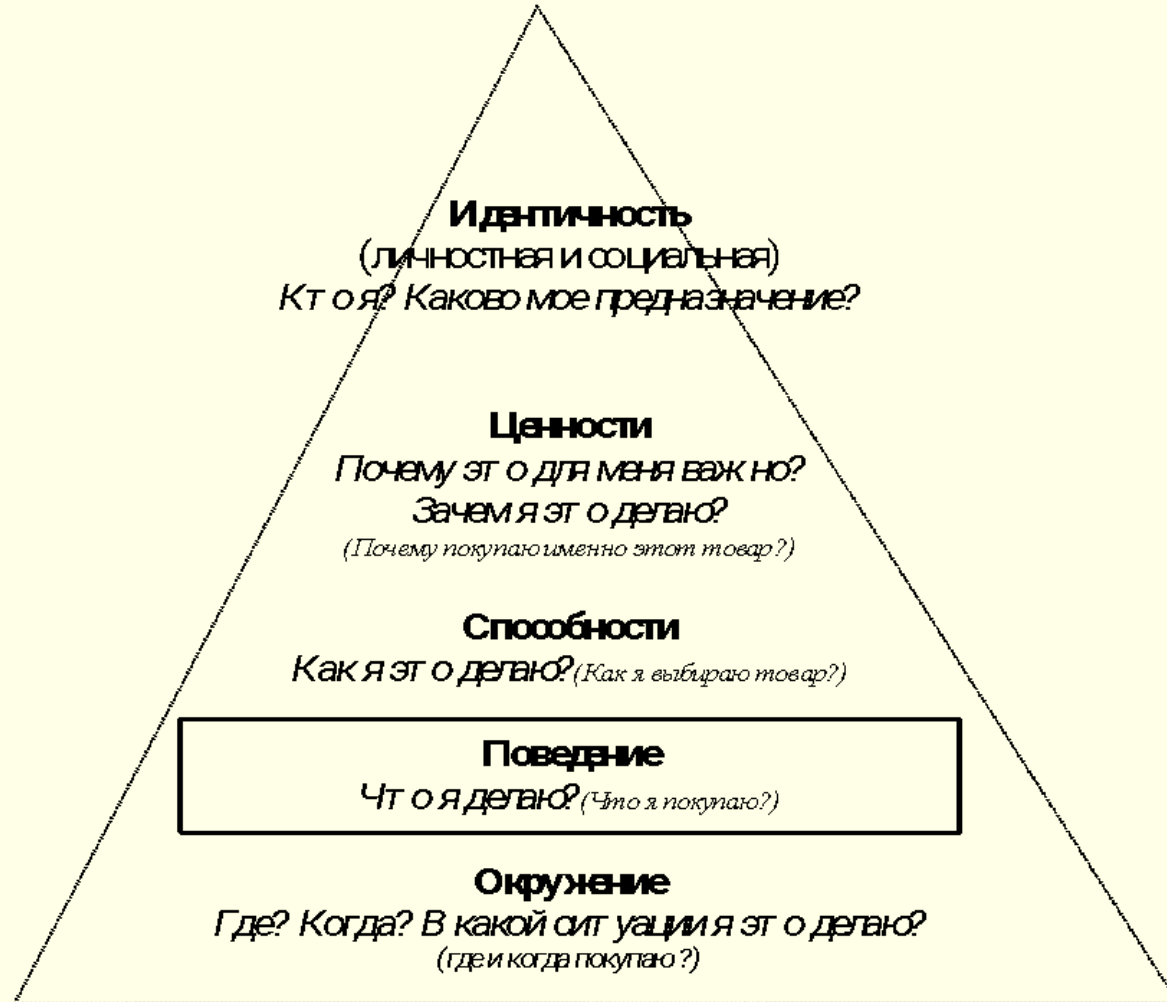 Идентичность
(личностная и социальная)
Кто я? Каково мое предназначение?
Ценности
Почему это для меня важно?
Зачем я это делаю?
(Почему покупаю именно этот товар?)
Способности
Как я это делаю? (Как я выбираю товар?)
Поведение
Что я делаю? (Что я покупаю?)
Окружение
Где? Когда? В какой ситуации я это делаю?
(где и когда покупаю?)